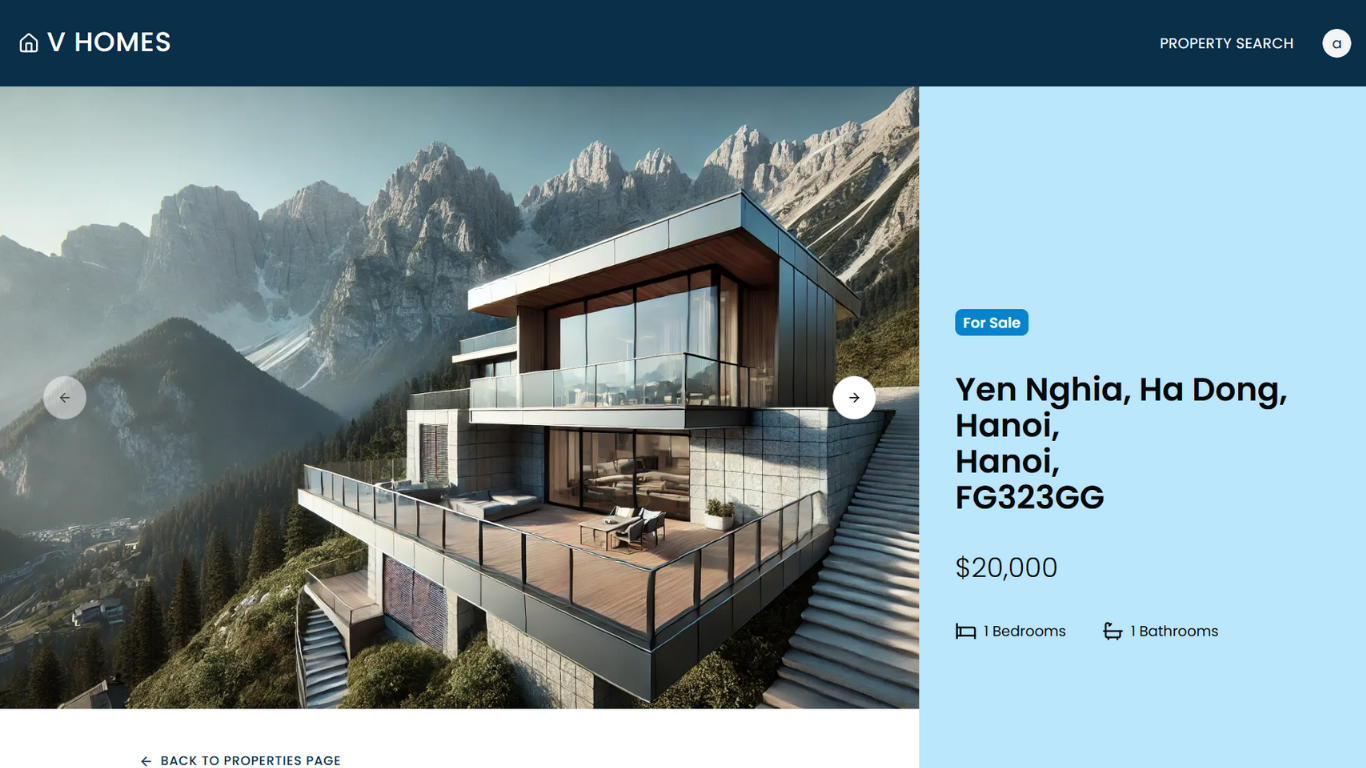 V HOMES
PROPERTY SEARCH
a
For Sale
Yen Nghia, Ha Dong,
Hanoi,
Hanoi,
FG323GG
$20,000
1 Bedrooms
1 Bathrooms
BACK TO PROPERTIES PAGE